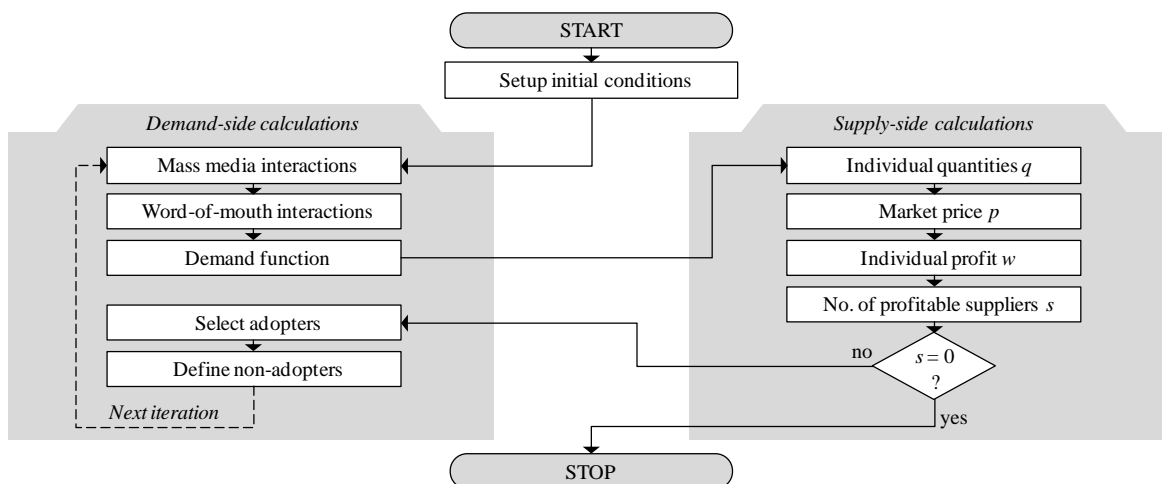 START
Setup initial conditions
Demand-side calculations
Mass media interactions
Word-of-mouth interactions
Demand function
Select adopters
Define non-adopters
Next iteration
Supply-side calculations
Individual quantities q
Market price p
Individual profit w
No. of profitable suppliers s
s = 0
?
no
yes
STOP